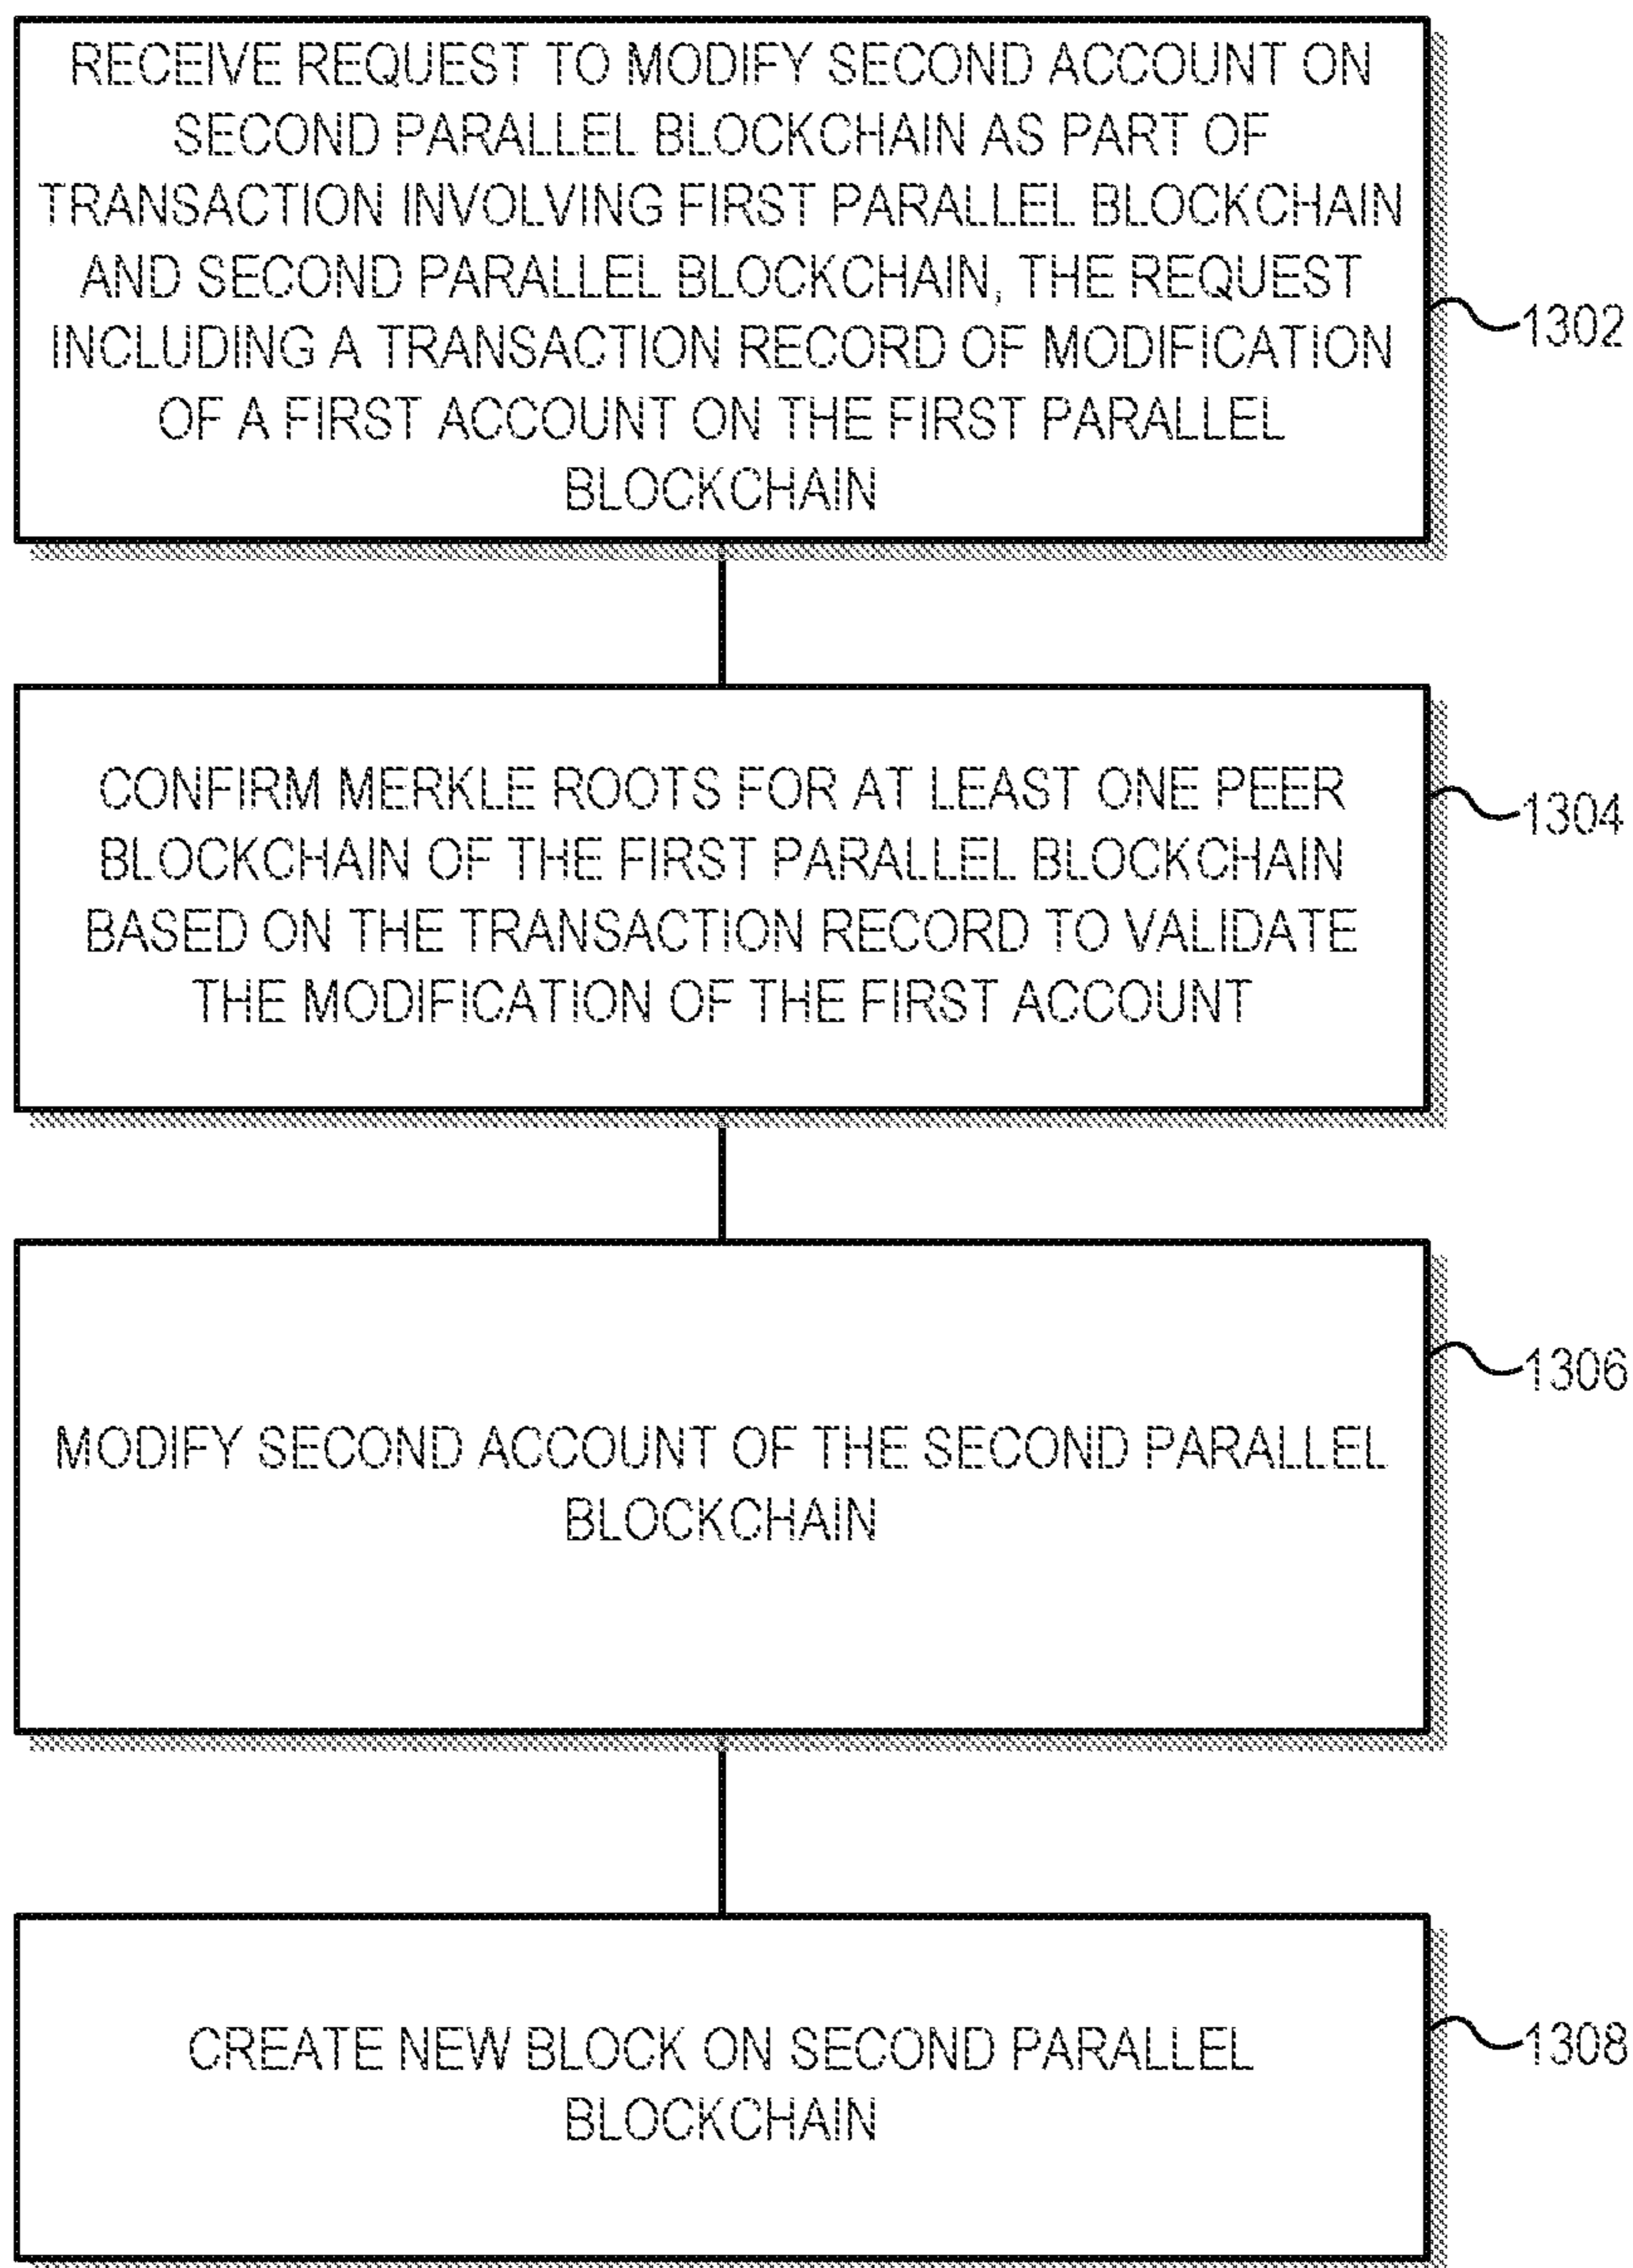 RECEIVE REQUEST TO MODIFY SECOND ACCOUNT ON
SECOND PARALLEL BLOCKCHAIN AS PART OF
TRANSACTION INVOLVING FIRST PARALLEL BLOCKCHAIN
AND SECOND PARALLEL BLOCKCHAIN, THE REQUEST
INCLUDING A TRANSACTION RECORD OF MODIFICATION
OF A FIRST ACCOUNT ON THE FIRST PARALLEL
BLOCKCHAIN
1302
CONFIRM MERKLE ROOTS FOR AT LEAST ONE PEER
BLOCKCHAIN OF THE FIRST PARALLEL BLOCKCHAIN
BASED ON THE TRANSACTION RECORD TO VALIDATE
THE MODIFICATION OF THE FIRST ACCOUNT
1304
MODIFY SECOND ACCOUNT OF THE SECOND PARALLEL
BLOCKCHAIN
1306
CREATE NEW BLOCK ON SECOND PARALLEL
BLOCKCHAIN
1308